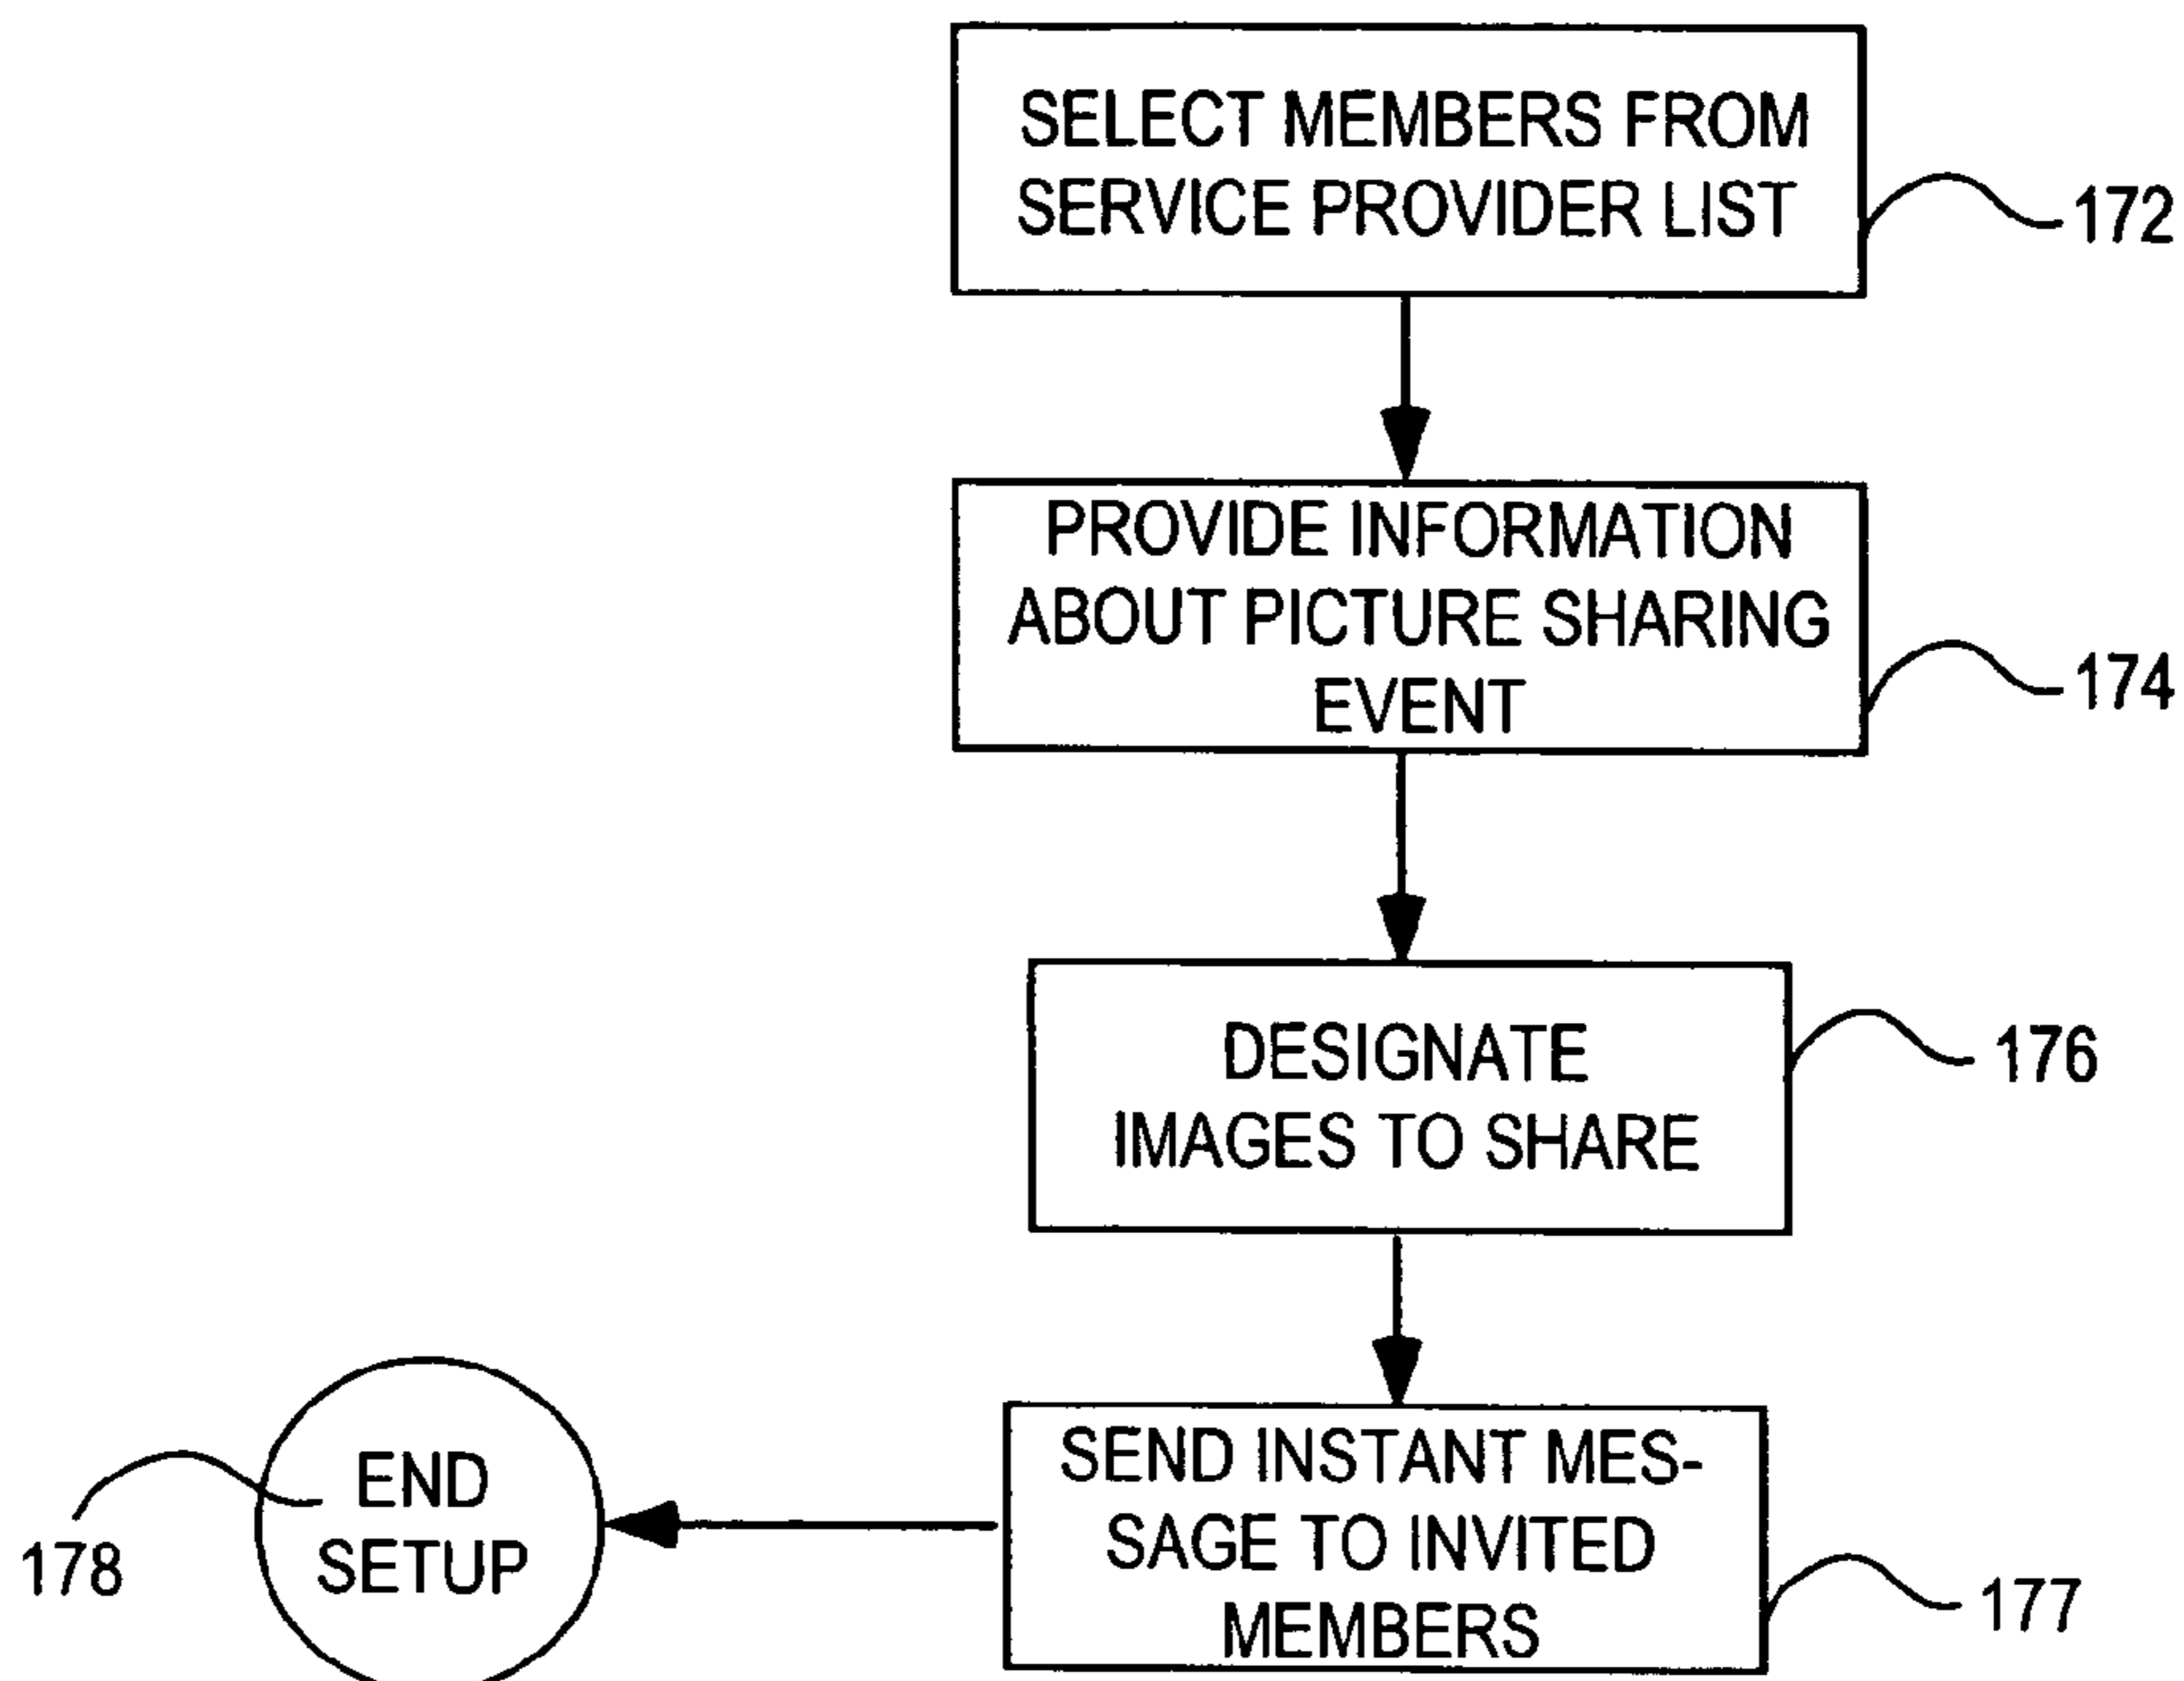 SELECT MEMBERS FROM
SERVICE PROVIDER LIST
172
PROVIDE INFORMATION
ABOUT PICTURE SHARING
EVENT
174
DESIGNATE
IMAGES TO SHARE
176
SEND INSTANT MES-
SAGE TO INVITED
MEMBERS
177
END
SETUP
178